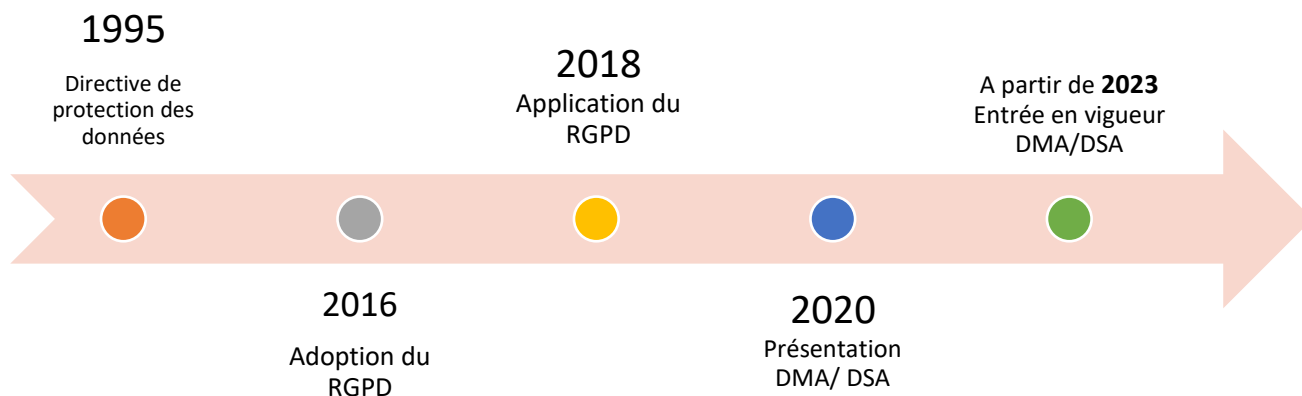 1995
Directive de
protection des
données
2016
Adoption du
RGPD
2018
Application du
RGPD
2020
Présentation
DMA/ DSA
A partir de 2023
Entrée en vigueur
DMA/DSA